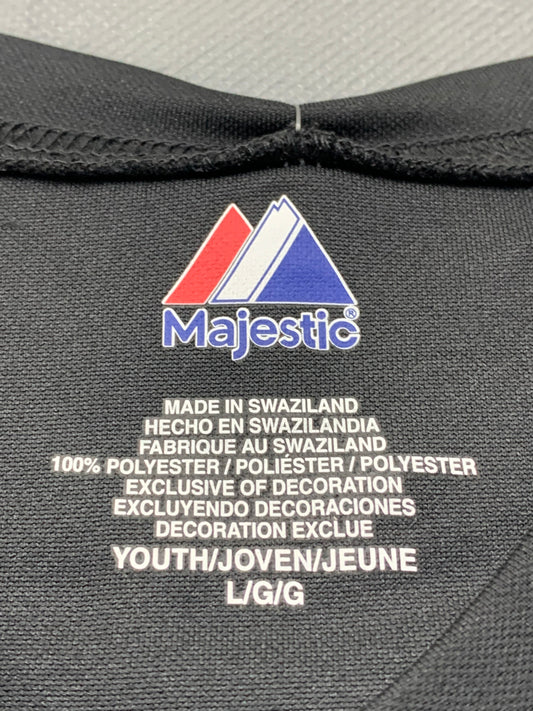 Majestic®
MADE IN SWAZILAND
HECHO EN SWAZILANDIA
FABRIQUE AU SWAZILAND
100% POLYESTER / POLIÉSTER / POLYESTER
EXCLUSIVE OF DECORATION
EXCLUYENDO DECORACIONES
DECORATION EXCLUE
YOUTH/JOVEN/JEUNE
L/G/G